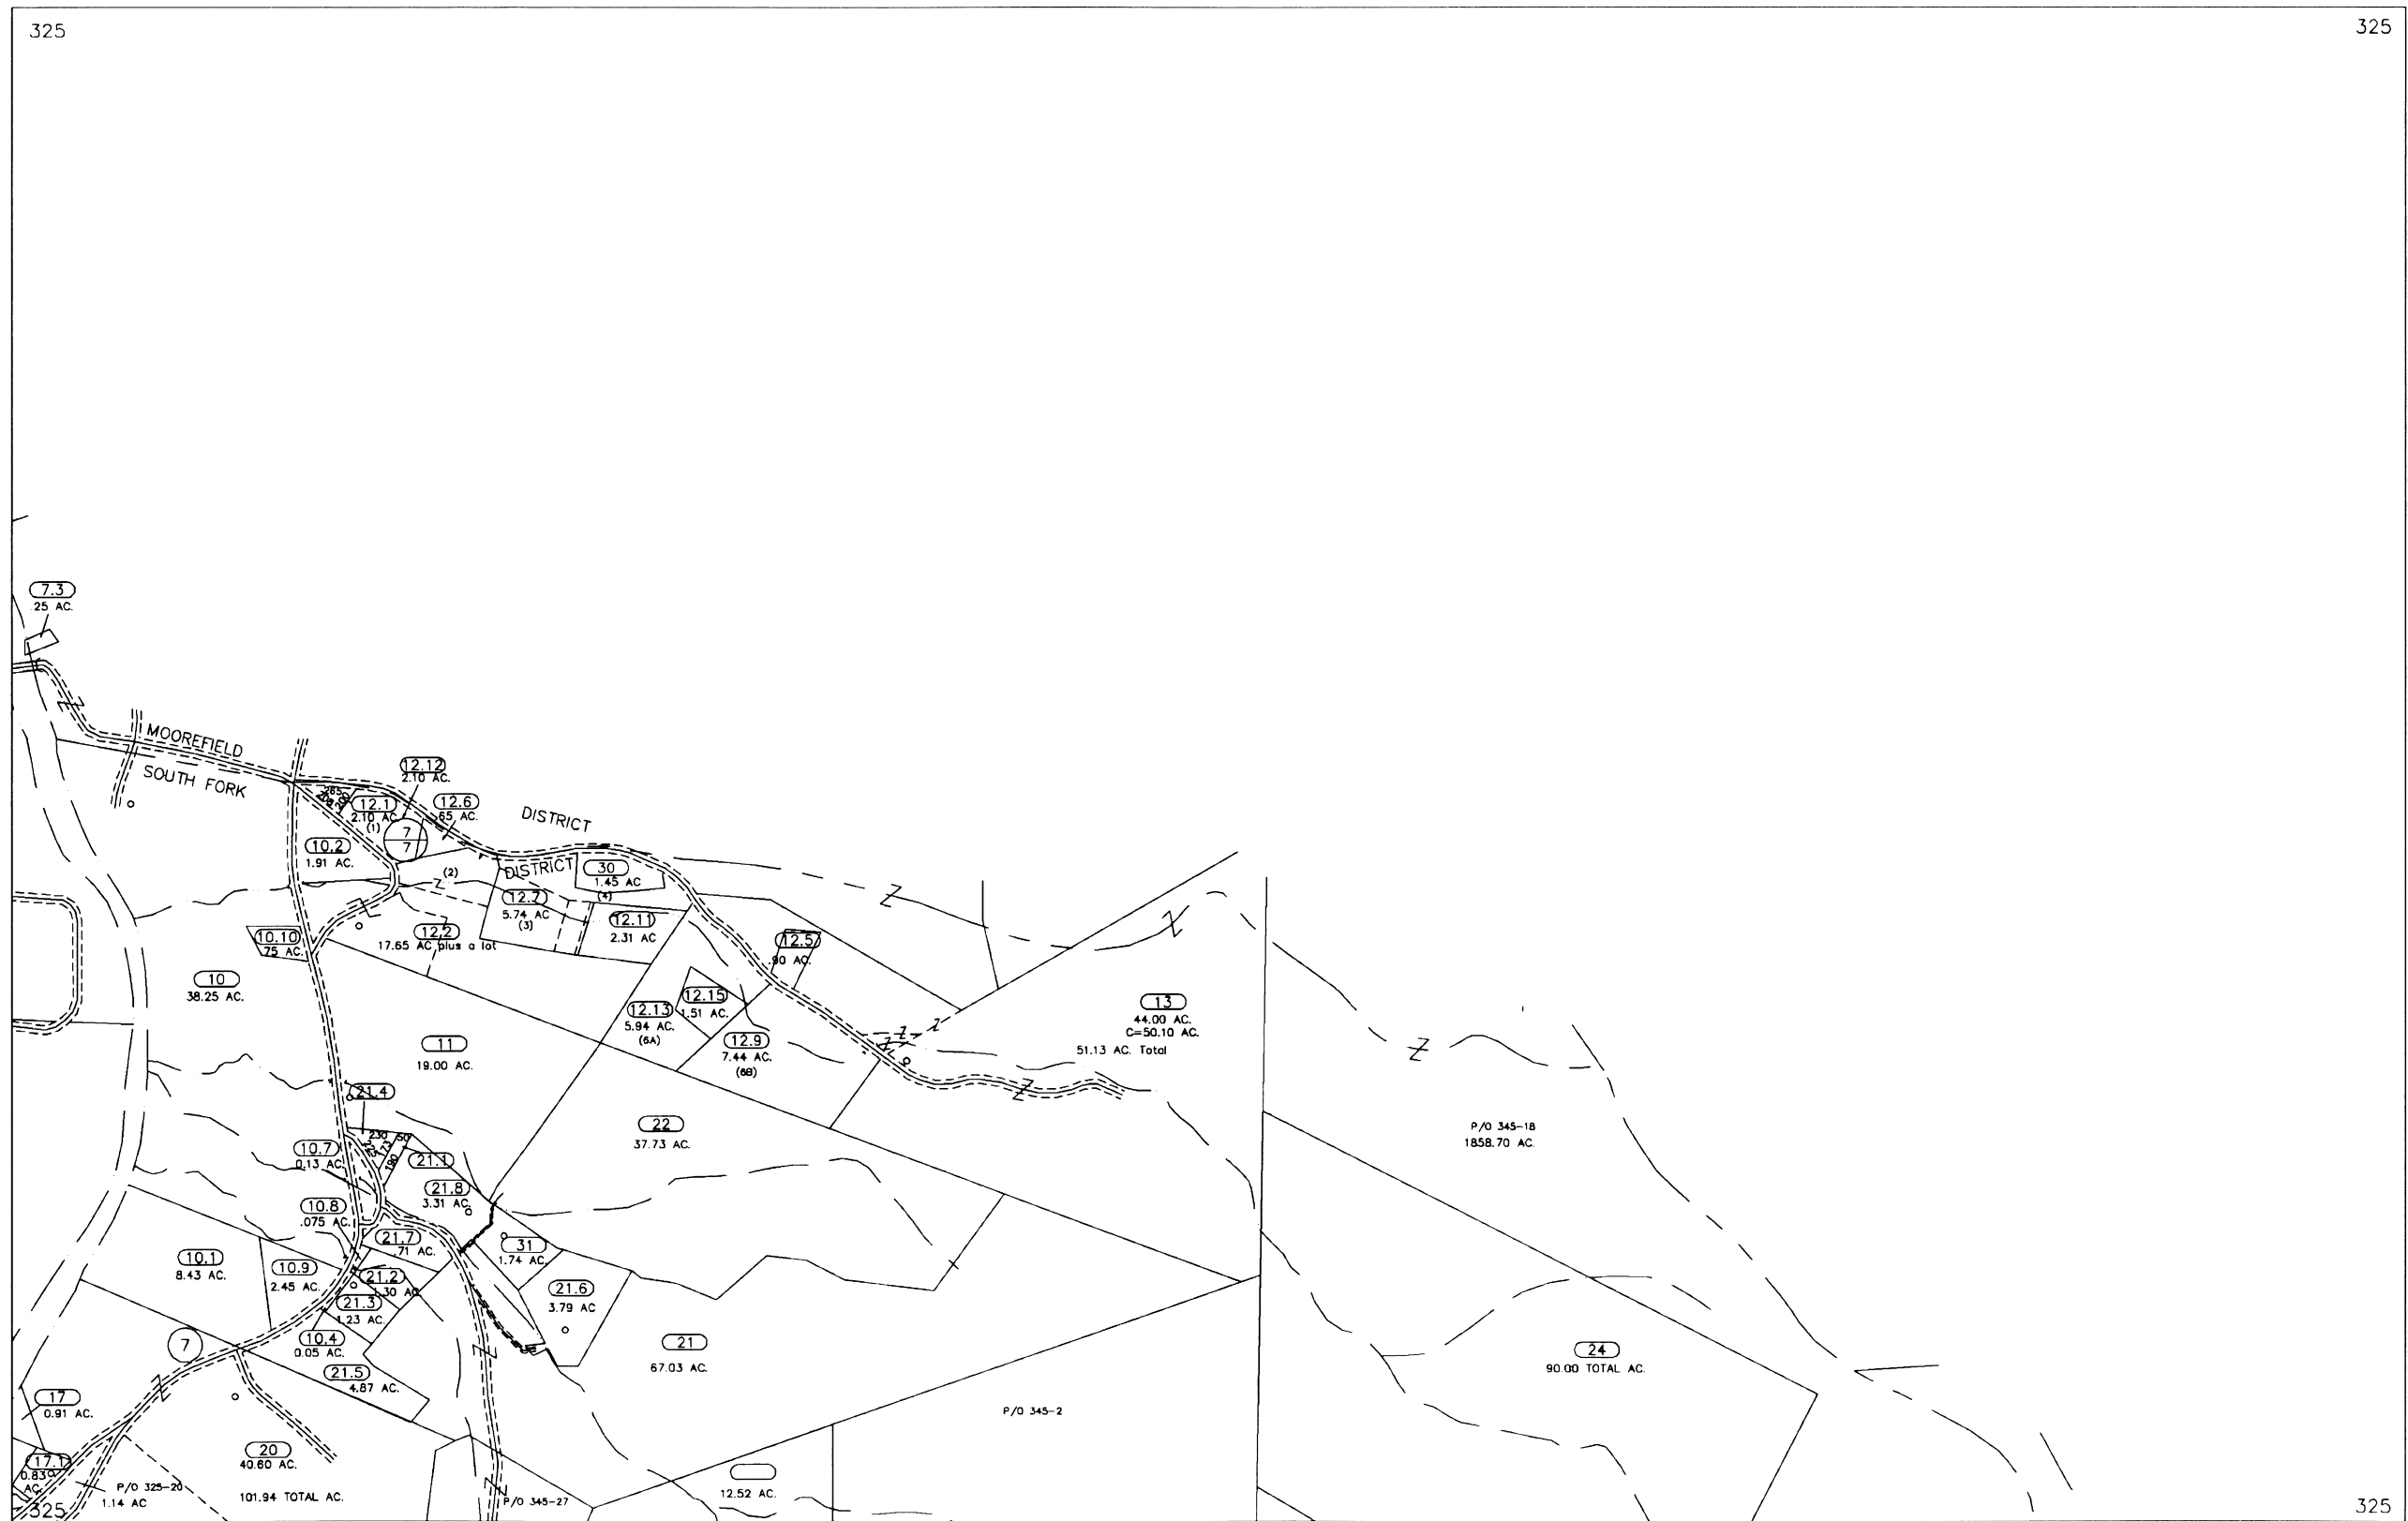 325
325
7.3
.25 AC.
MOOREFIELD
SOUTH FORK
12.12
2.10 AC.
265
208
200
12.1
2.10 AC.
(1)
12.6
.65 AC.
DISTRICT
7
7
10.2
1.91 AC.
(2)
DISTRICT
30
1.45 AC
(4)
12.7
5.74 AC
(3)
12.11
2.31 AC
10.10
.75 AC.
12.2
17.65 AC plus a lot
12.5
.90 AC.
10
38.25 AC.
12.15
1.51 AC.
12.13
5.94 AC.
(6A)
12.9
7.44 AC.
(6B)
13
44.00 AC.
C=50.10 AC.
51.13 AC. Total
11
19.00 AC.
21.4
22
37.73 AC.
P/O 345-18
1858.70 AC.
230
50
173
190
10.7
0.13 AC.
21.1
21.8
3.31 AC.
10.8
.075 AC.
21.7
.71 AC.
31
1.74 AC.
10.1
8.43 AC.
10.9
2.45 AC.
21.2
.30 AC
21.3
1.23 AC.
21.6
3.79 AC
10.4
0.05 AC.
7
21
67.03 AC.
24
90.00 TOTAL AC.
21.5
4.87 AC.
17
0.91 AC.
P/O 345-2
20
40.60 AC.
17.1
0.83
AC.
P/O 325-20
1.14 AC
101.94 TOTAL AC.
P/O 345-27
12.52 AC.
325
325